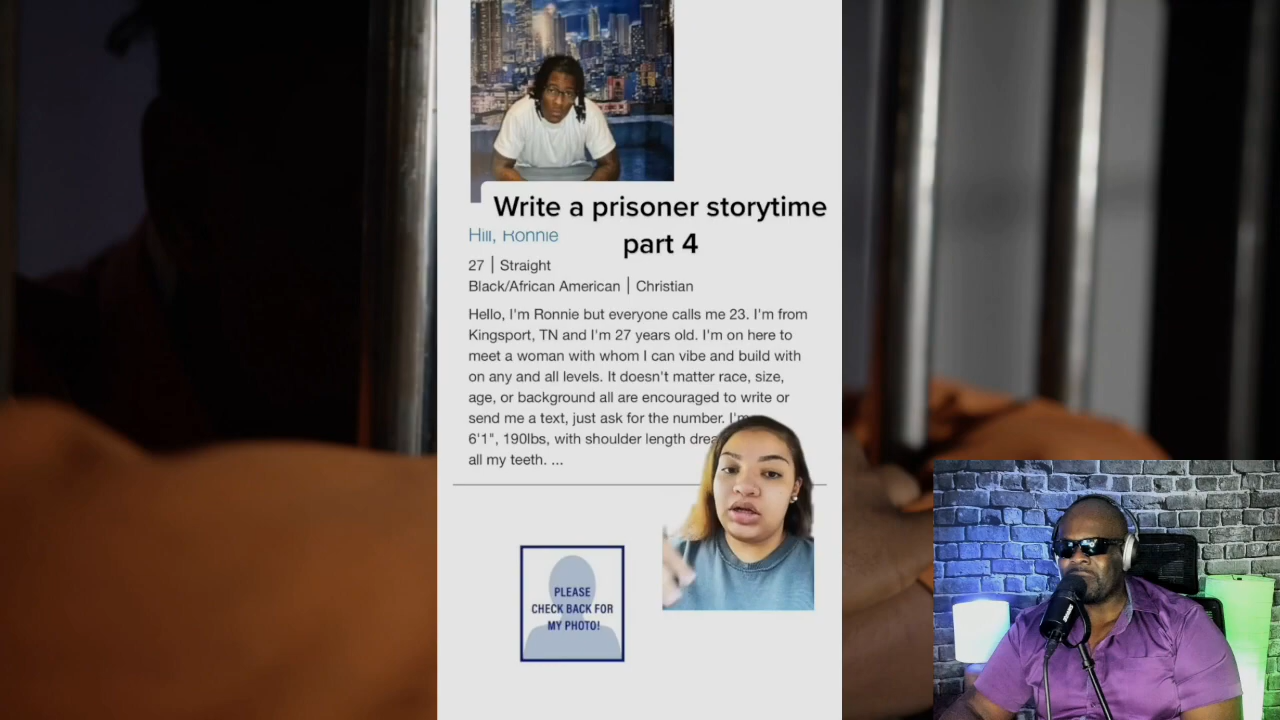 Write a prisoner storytime
part 4
Hill, Ronnie
27 | Straight
Black/African American | Christian
Hello, I'm Ronnie but everyone calls me 23. I'm from
Kingsport, TN and I'm 27 years old. I'm on here to
meet a woman with whom I can vibe and build with
on any and all levels. It doesn't matter race, size,
age, or background all are encouraged to write or
send me a text, just ask for the number. I'm
6'1", 190lbs, with shoulder length
all my teeth. ...
PLEASE
CHECK BACK FOR
MY PHOTO!